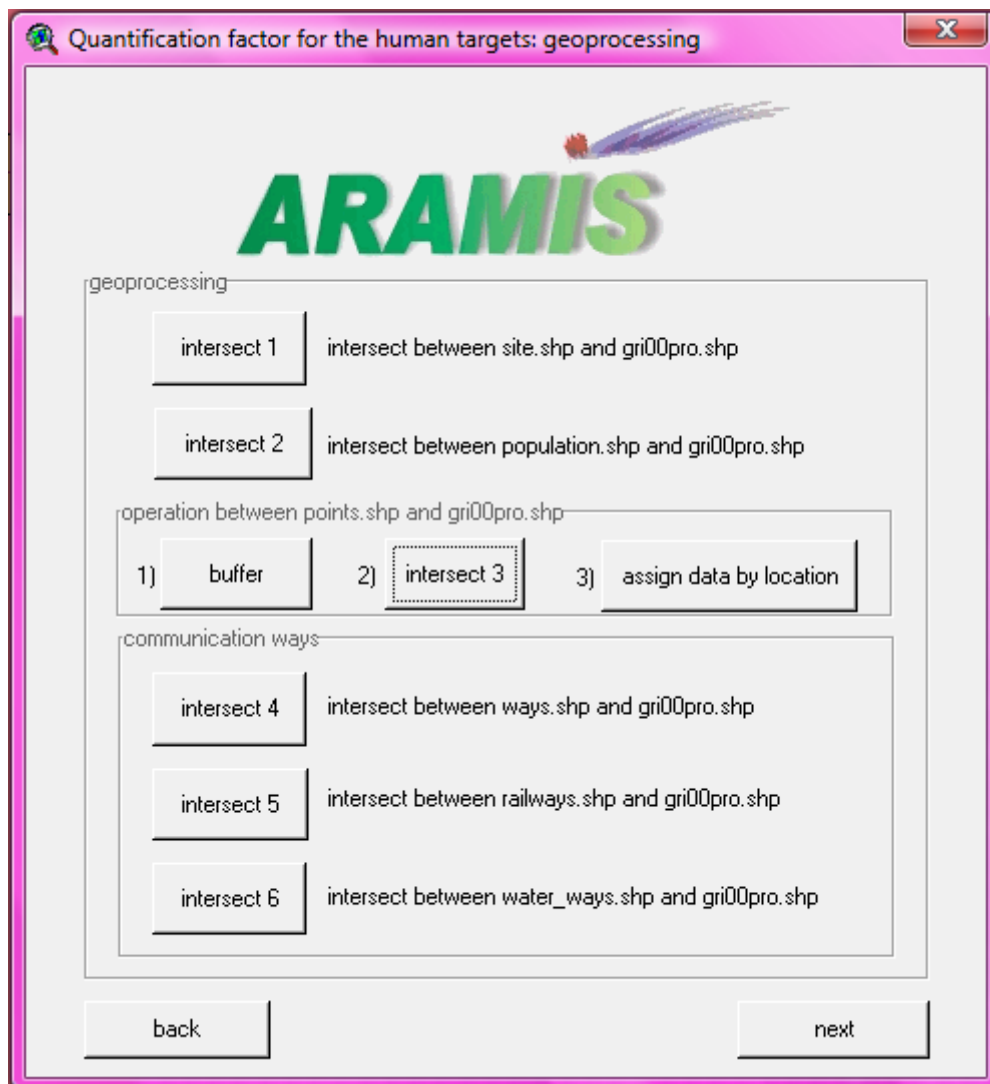 Quantification factor for the human targets: geoprocessing
X
ARAMIS
geoprocessing
intersect 1 intersect between site.shp and gri00pro.shp
intersect 2 intersect between population.shp and gri00pro.shp
operation between points.shp and gri00pro.shp
1) buffer 2) intersect 3 3) assign data by location
communication ways
intersect 4 intersect between ways.shp and gri00pro.shp
intersect 5 intersect between railways.shp and gri00pro.shp
intersect 6 intersect between water_ways.shp and gri00pro.shp
back next